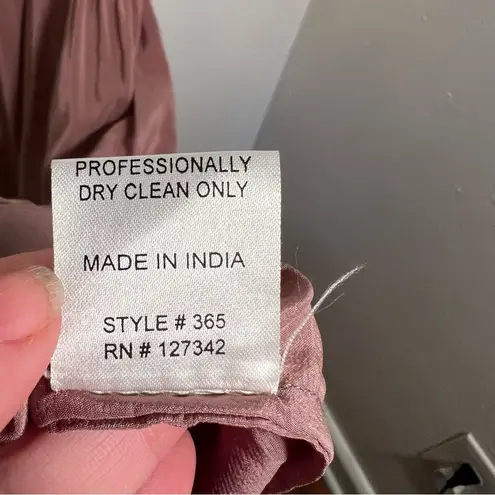 PROFESSIONALLY
DRY CLEAN ONLY
MADE IN INDIA
STYLE # 365
RN # 127342